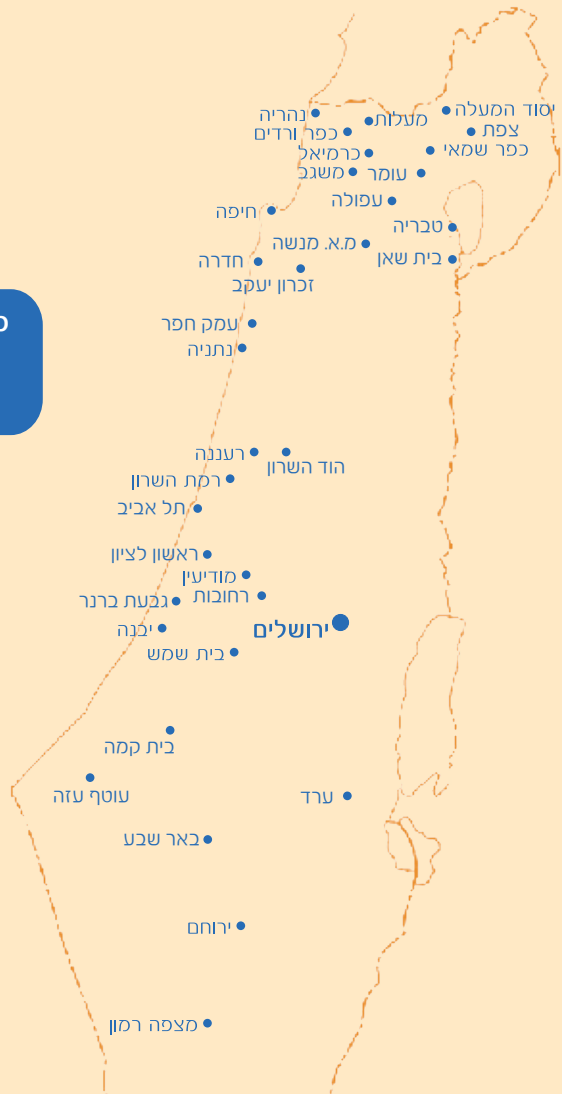 יסוד המעלה
נהריה
מעלות
צפת
כפר ורדים
כפר שמאי
כרמיאל
משגב
עומר
עפולה
חיפה
טבריה
מ.א. מנשה
בית שאן
חדרה
זכרון יעקב
עמק חפר
נתניה
רעננה
הוד השרון
רמת השרון
תל אביב
ראשון לציון
מודיעין
רחובות
גבעת ברנר
ירושלים
יבנה
בית שמש
בית קמה
עוטף עזה
ערד
באר שבע
ירוחם
מצפה רמון